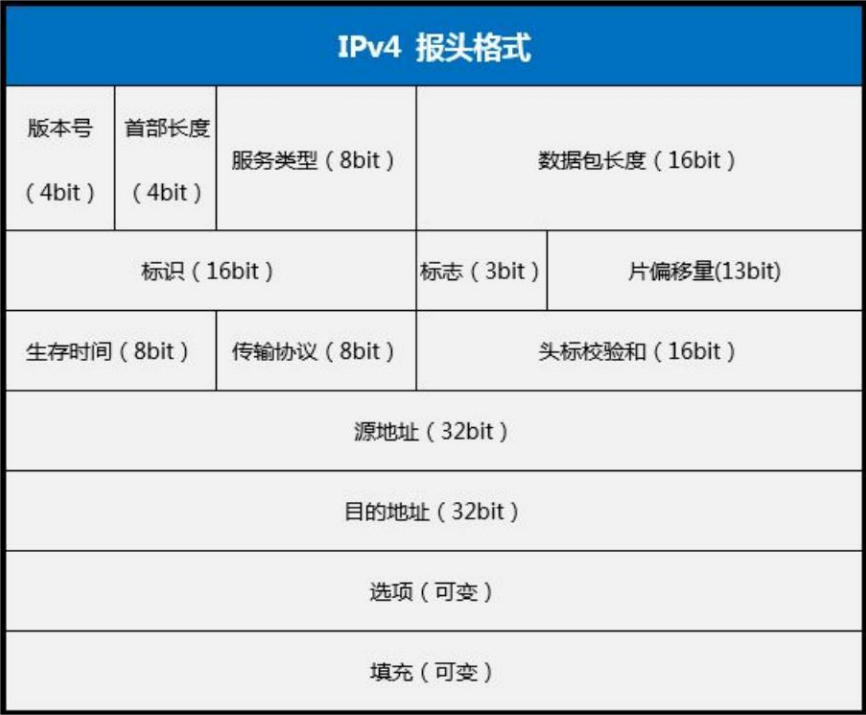 IPv4 报头格式
版本号
（4bit）
首部长度
（4bit）
服务类型（8bit）
数据包长度（16bit）
标识（16bit）
标志（3bit）
片偏移量(13bit)
生存时间（8bit）
传输协议（8bit）
头标校验和（16bit）
源地址（32bit）
目的地址（32bit）
选项（可变）
填充（可变）